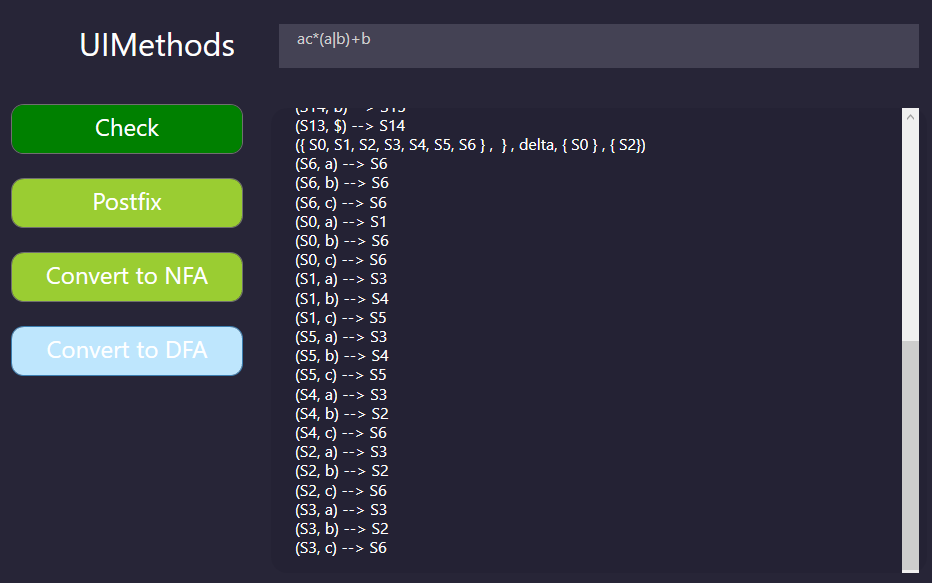 UIMethods
ac*(a|b)+b
Check
Postfix
Convert to NFA
Convert to DFA
(S14, b) --> S15
(S13, $) --> S14
({ S0, S1, S2, S3, S4, S5, S6 } ,  } , delta, { S0 } , { S2})
(S6, a) --> S6
(S6, b) --> S6
(S6, c) --> S6
(S0, a) --> S1
(S0, b) --> S6
(S0, c) --> S6
(S1, a) --> S3
(S1, b) --> S4
(S1, c) --> S5
(S5, a) --> S3
(S5, b) --> S4
(S5, c) --> S5
(S4, a) --> S3
(S4, b) --> S2
(S4, c) --> S6
(S2, a) --> S3
(S2, b) --> S2
(S2, c) --> S6
(S3, a) --> S3
(S3, b) --> S2
(S3, c) --> S6